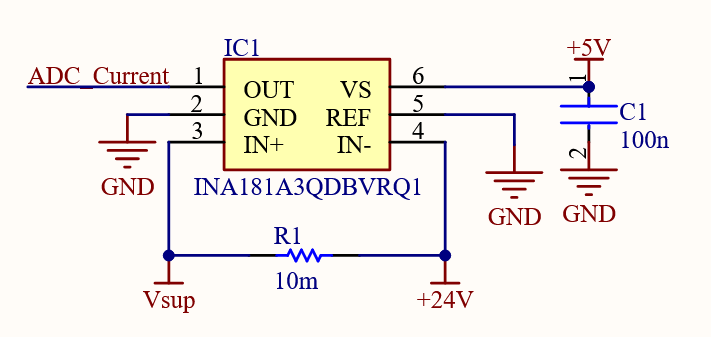 IC1
+5V
ADC_Current
1
OUT
VS
6
1
2
GND
REF
5
C1
3
IN+
IN-
4
100n
2
GND
INA181A3QDBVRQ1
GND
GND
R1
10m
Vsup
+24V